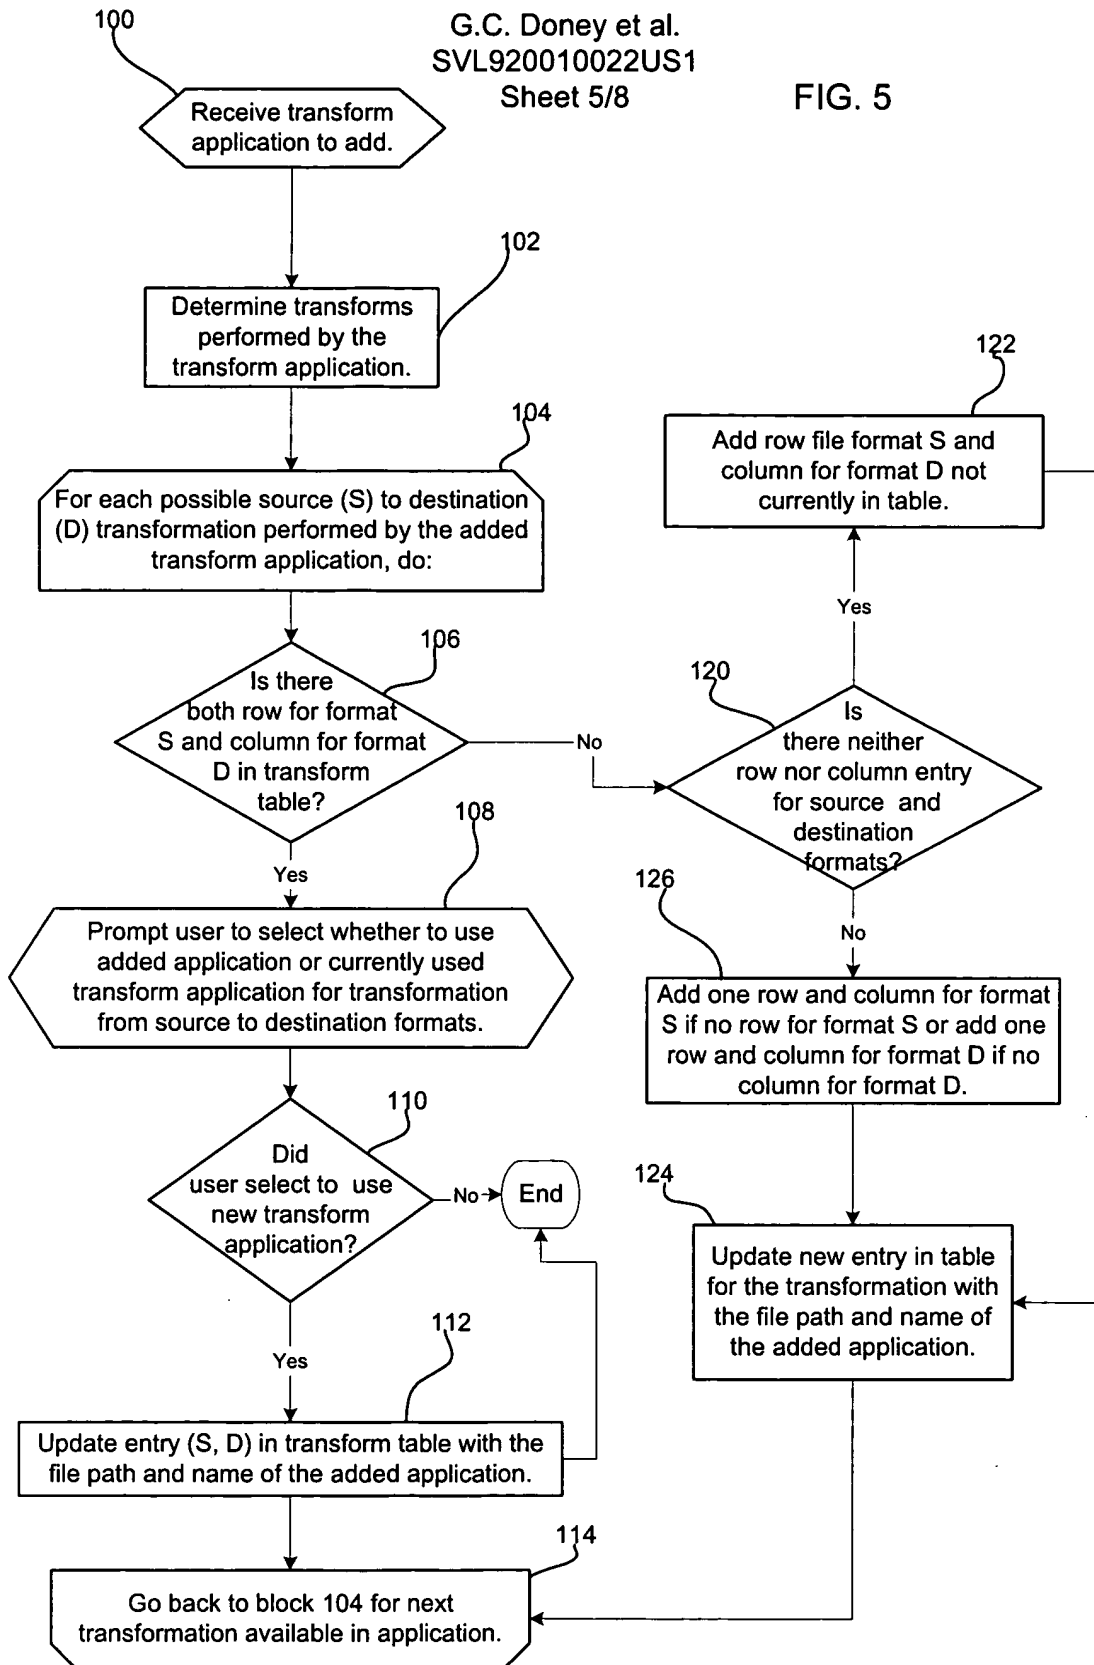 G.C. Doney et al.
SVL920010022US1
Sheet 5/8
FIG. 5
100
Receive transform
application to add.
102
Determine transforms
performed by the
transform application.
104
For each possible source (S) to destination
(D) transformation performed by the added
transform application, do:
106
Is there
both row for format
S and column for format
D in transform
table?
No
Yes
108
Prompt user to select whether to use
added application or currently used
transform application for transformation
from source to destination formats.
110
Did
user select to use
new transform
application?
No
End
Yes
112
Update entry (S, D) in transform table with the
file path and name of the added application.
114
Go back to block 104 for next
transformation available in application.
122
Add row file format S and
column for format D not
currently in table.
Yes
120
Is
there neither
row nor column entry
for source and
destination
formats?
No
126
Add one row and column for format
S if no row for format S or add one
row and column for format D if no
column for format D.
124
Update new entry in table
for the transformation with
the file path and name of
the added application.